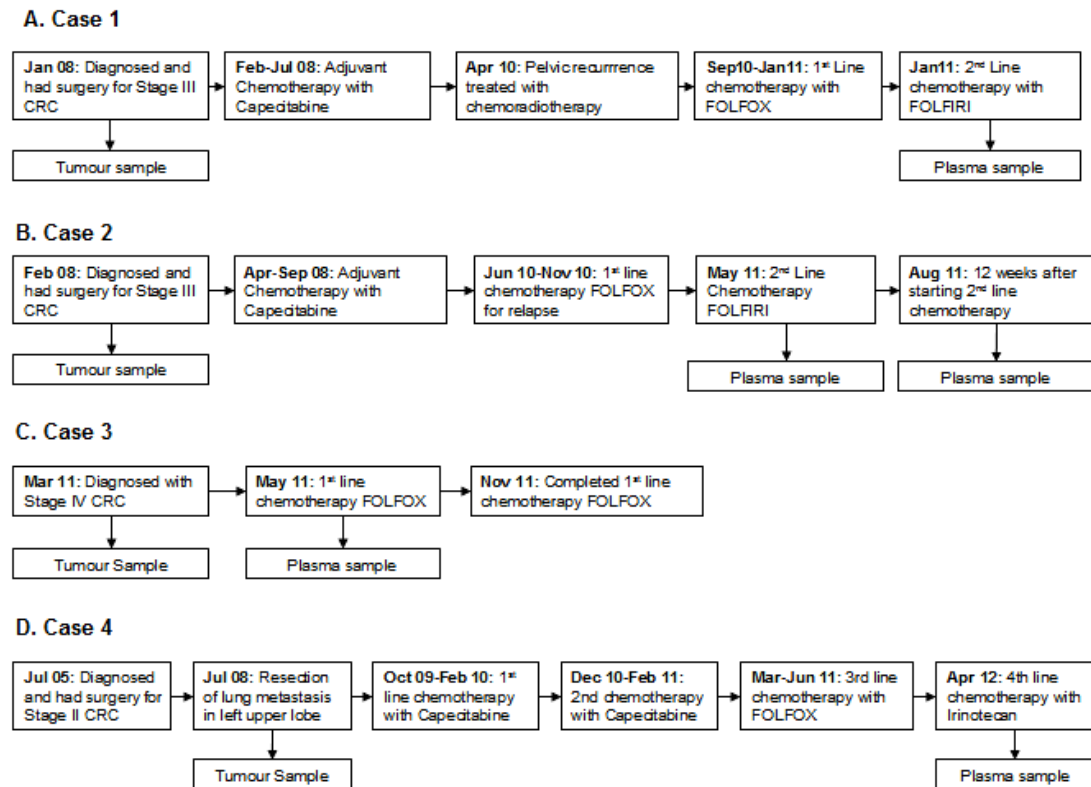 A. Case 1
Jan 08: Diagnosed and
had surgery for Stage III
CRC
Feb-Jul 08: Adjuvant
Chemotherapy with
Capecitabine
Apr 10: Pelvic recurrrence
treated with
chemoradiotherapy
Sep10-Jan11: 1st Line
chemotherapy with
FOLFOX
Jan11: 2nd Line
chemotherapy with
FOLFIRI
Tumour sample
Plasma sample
B. Case 2
Feb 08: Diagnosed and
had surgery for Stage III
CRC
Apr-Sep 08: Adjuvant
Chemotherapy with
Capecitabine
Jun 10-Nov 10: 1st line
chemotherapy FOLFOX
for relapse
May 11: 2nd Line
Chemotherapy
FOLFIRI
Aug 11: 12 weeks after
starting 2nd line
chemotherapy
Tumour sample
Plasma sample
Plasma sample
C. Case 3
Mar 11: Diagnosed with
Stage IV CRC
May 11: 1st line
chemotherapy FOLFOX
Nov 11: Completed 1st line
chemotherapy FOLFOX
Tumour Sample
Plasma sample
D. Case 4
Jul 05: Diagnosed
and had surgery for
Stage II CRC
Jul 08: Resection
of lung metastasis
in left upper lobe
Oct 09-Feb 10: 1st
line chemotherapy
with Capecitabine
Dec 10-Feb 11:
2nd chemotherapy
with Capecitabine
Mar-Jun 11: 3rd line
chemotherapy with
FOLFOX
Apr 12: 4th line
chemotherapy with
Irinotecan
Tumour Sample
Plasma sample